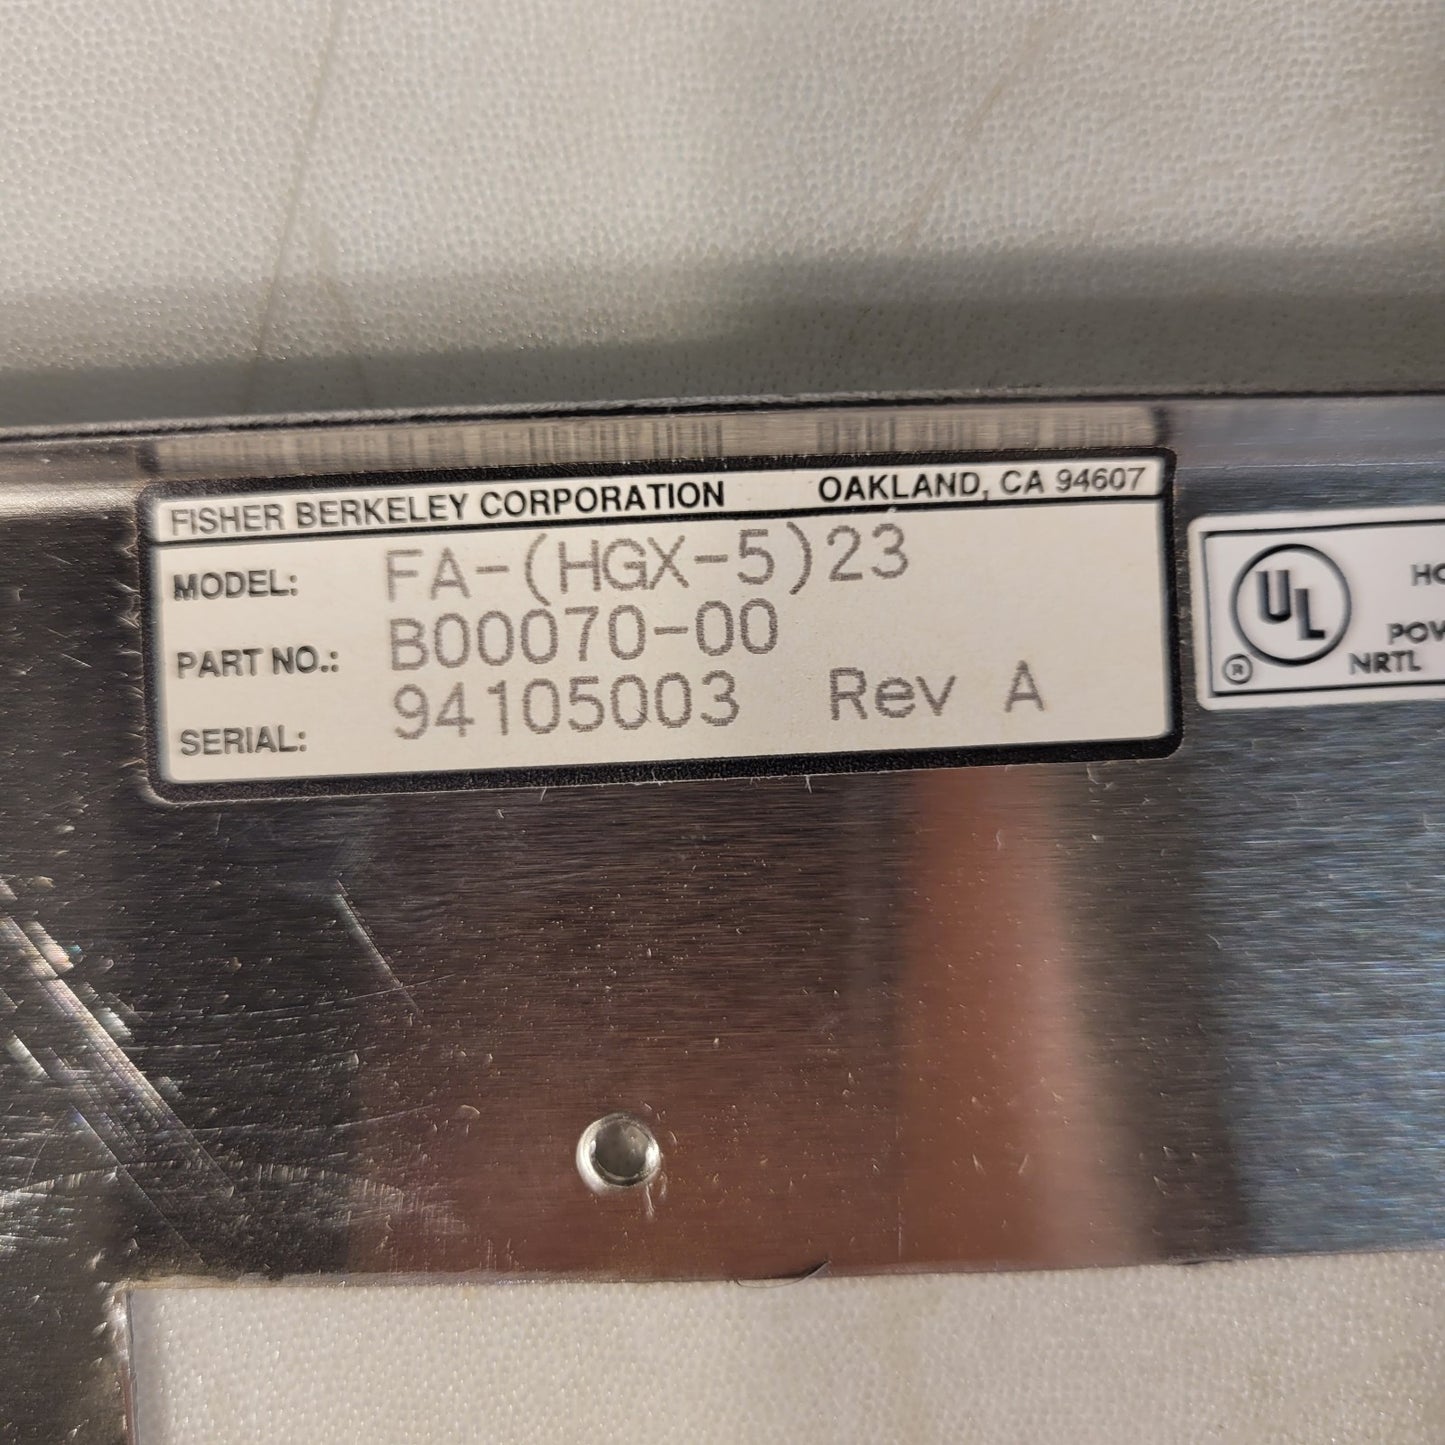 FISHER BERKELEY CORPORATION OAKLAND, CA 94607
MODEL: FA-(HGX-5)23
PART NO.: B00070-00
SERIAL: 94105003 Rev A
UL
®
NRTL